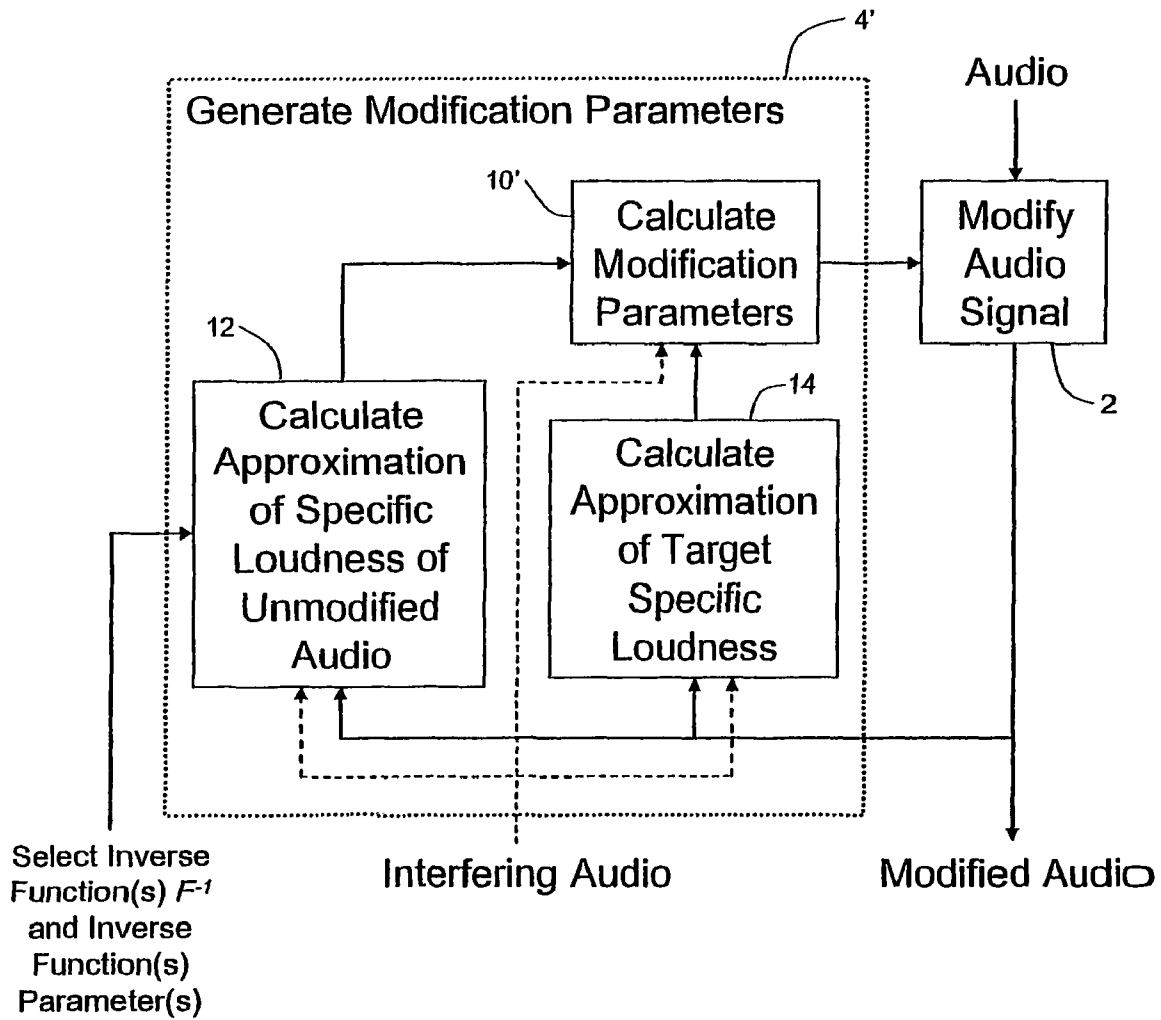 4'
Audio
Generate Modification Parameters
10'
Calculate
Modification
Parameters
Modify
Audio
Signal
12
14
2
Calculate
Approximation
of Specific
Loudness of
Unmodified
Audio
Calculate
Approximation
of Target
Specific
Loudness
Select Inverse
Function(s) F-1
and Inverse
Function(s)
Parameter(s)
Interfering Audio
Modified Audio